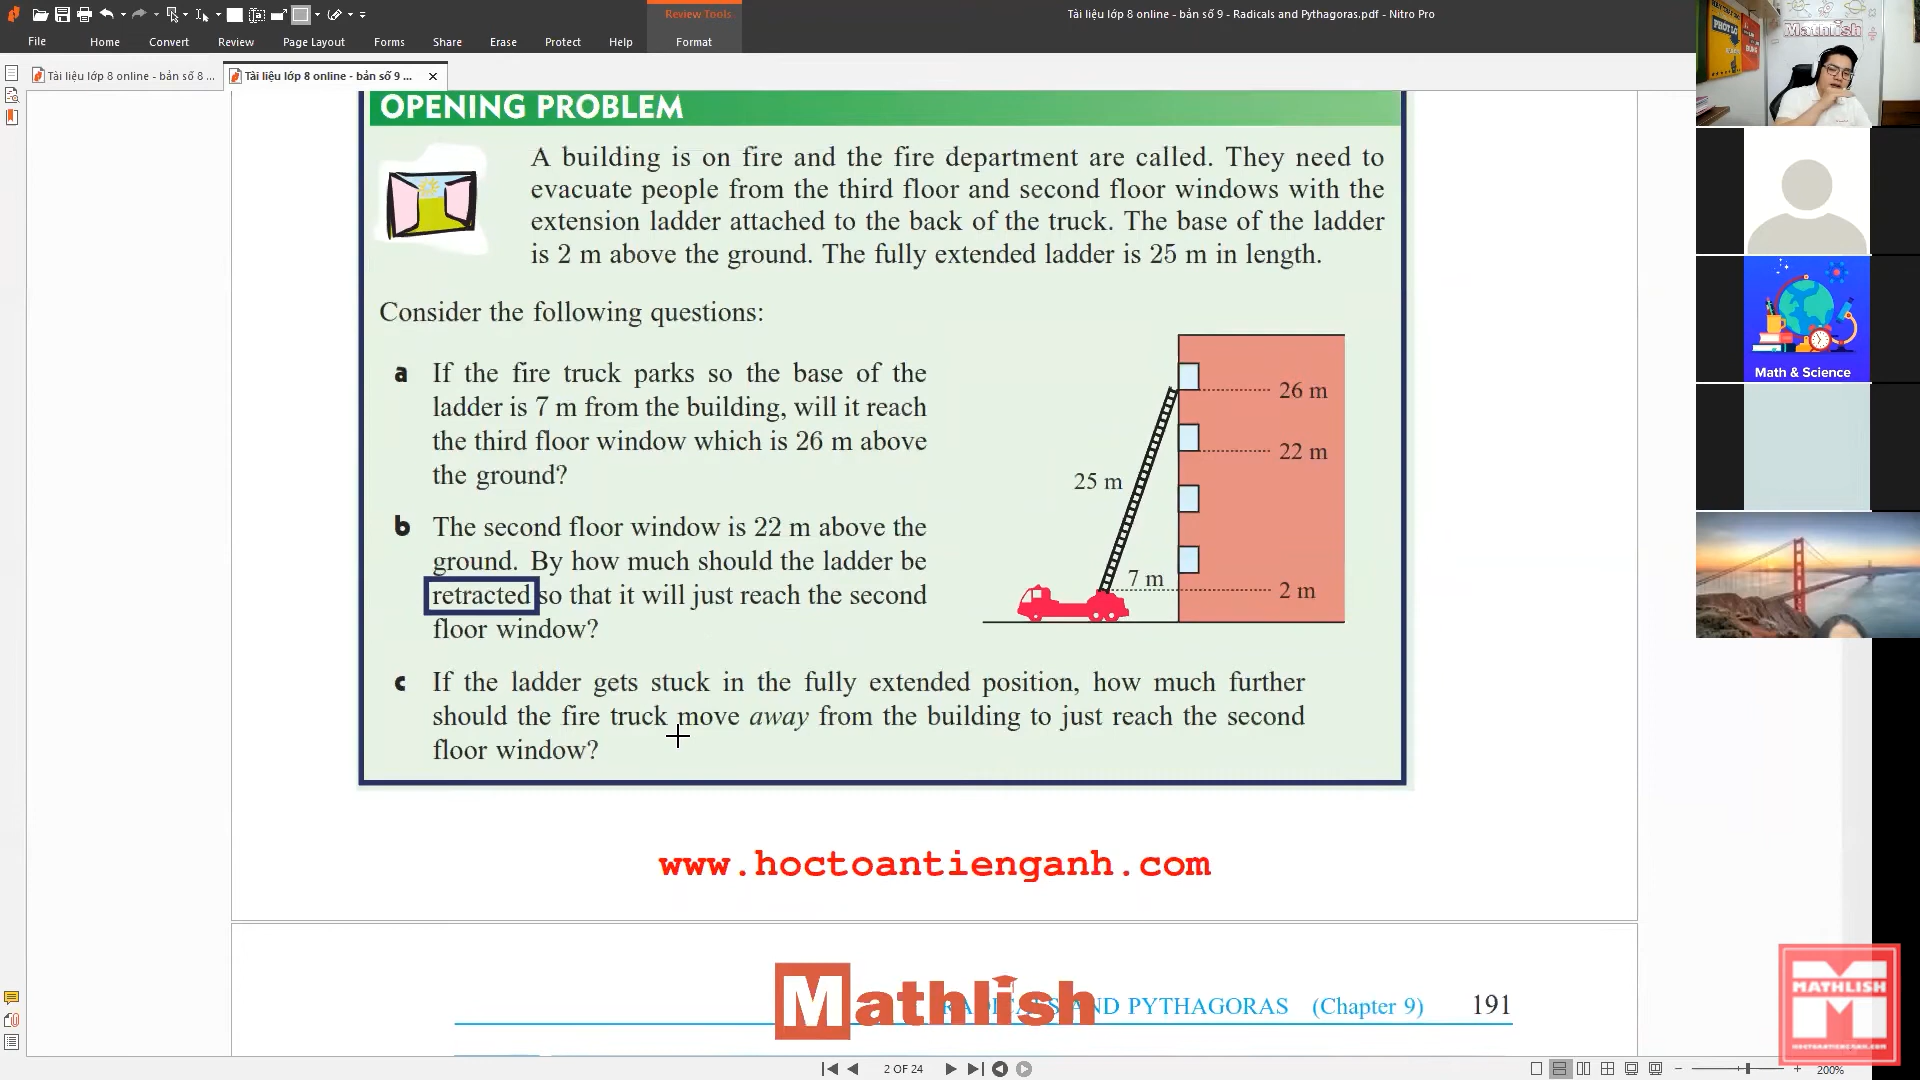 Review Tools
Tài liệu lớp 8 online - bản số 9 - Radicals and Pythagoras.pdf - Nitro Pro
File
Home
Convert
Review
Page Layout
Forms
Share
Erase
Protect
Help
Format
Tài liệu lớp 8 online - bản số 8 ...
Tài liệu lớp 8 online - bản số 9 ...
Mathlish
OPENING PROBLEM
A building is on fire and the fire department are called. They need to
evacuate people from the third floor and second floor windows with the
extension ladder attached to the back of the truck. The base of the ladder
is 2 m above the ground. The fully extended ladder is 25 m in length.
Consider the following questions:
a If the fire truck parks so the base of the
ladder is 7 m from the building, will it reach
the third floor window which is 26 m above
the ground?
b The second floor window is 22 m above the
ground. By how much should the ladder be
retracted so that it will just reach the second
floor window?
26 m
22 m
25 m
7 m
2 m
c If the ladder gets stuck in the fully extended position, how much further
should the fire truck move away from the building to just reach the second
floor window?
Math & Science
www.hoctoantienganh.com
Mathlish
RADICALS AND PYTHAGORAS (Chapter 9) 191
MATHLISH
HOCTOANTIENGANH.COM
2 OF 24
200%